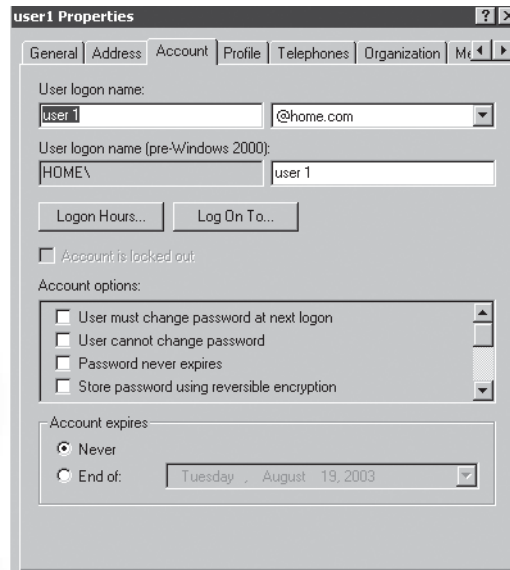 user1 Properties
General Address Account Profile Telephones Organization
User logon name:
user 1 @home.com
User logon name (pre-Windows 2000):
HOME\ user 1
Logon Hours... Log On To...
Account is locked out
Account options:
User must change password at next logon
User cannot change password
Password never expires
Store password using reversible encryption
Account expires
Never
End of: Tuesday , August 19, 2003